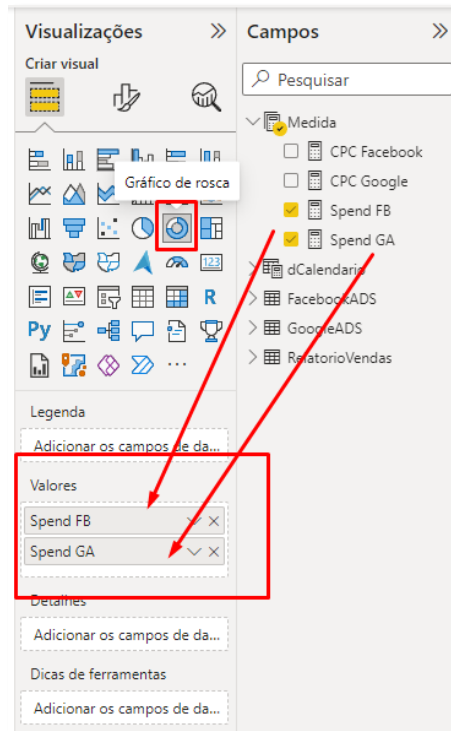 Visualizações
Criar visual
Gráfico de rosca
123
R
Py
Legenda
Adicionar os campos de da...
Valores
Spend FB
Spend GA
Detalhes
Adicionar os campos de da...
Dicas de ferramentas
Adicionar os campos de da...
Campos
Pesquisar
Medida
CPC Facebook
CPC Google
Spend FB
Spend GA
dCalendario
FacebookADS
GoogleADS
RelatorioVendas